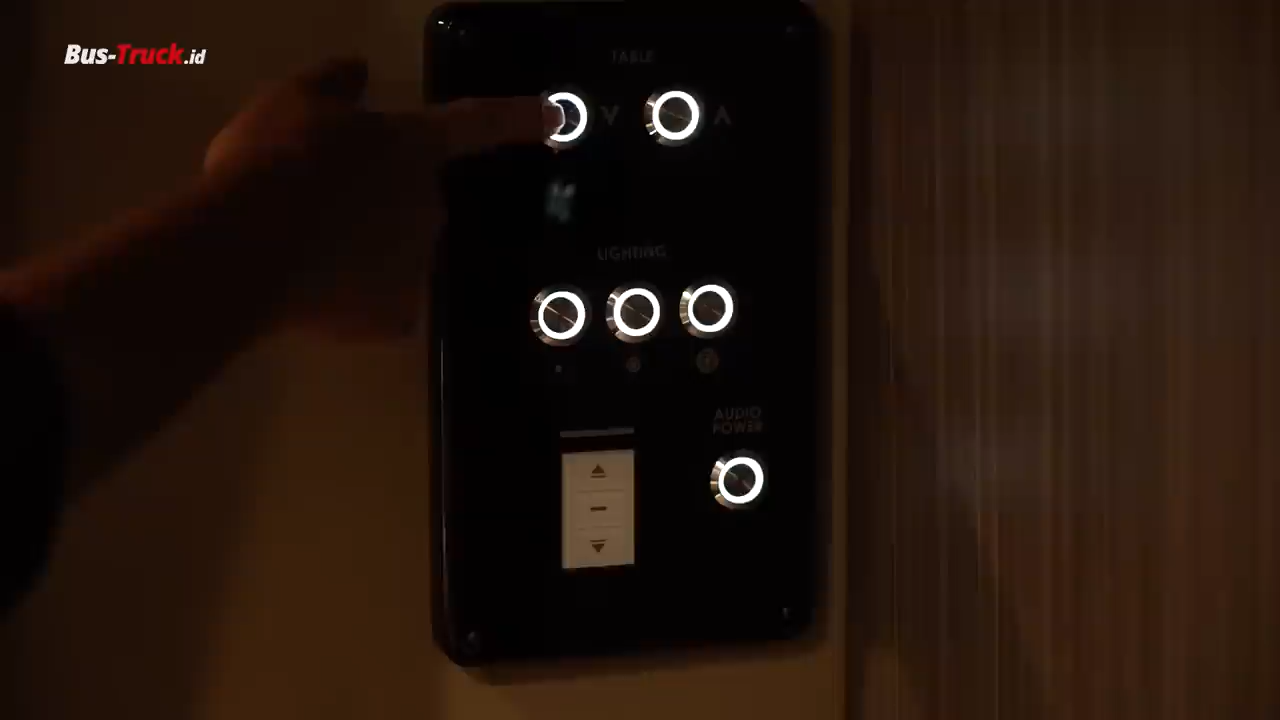 Bus-Truck.id
TABLE
V Λ
LIGHTING
AUDIO
POWER